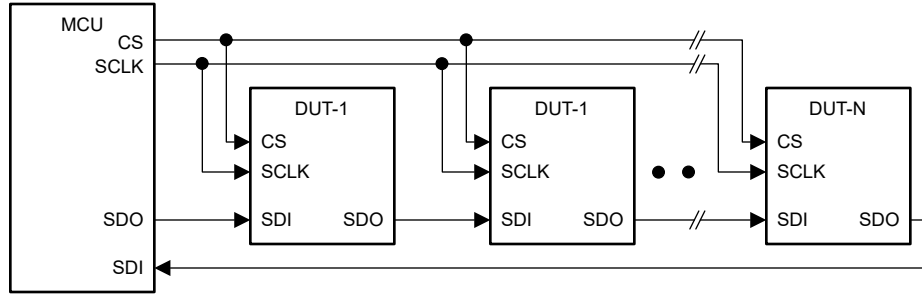 MCU
CS
SCLK
SDO
SDI
DUT-1
CS
SCLK
SDI SDO
DUT-1
CS
SCLK
SDI SDO
DUT-N
CS
SCLK
SDI SDO